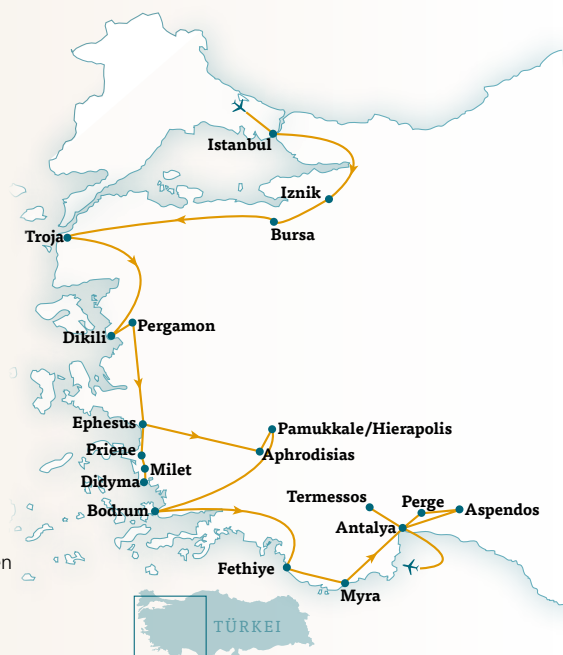 Istanbul
Iznik
Bursa
Troja
Pergamon
Dikili
Ephesus
Pamukkale/Hierapolis
Priene
Aphrodisias
Milet
Didyma
Termessos
Perge
Bodrum
Aspendos
Antalya
en
Fethiye
Myra
TÜRKEI